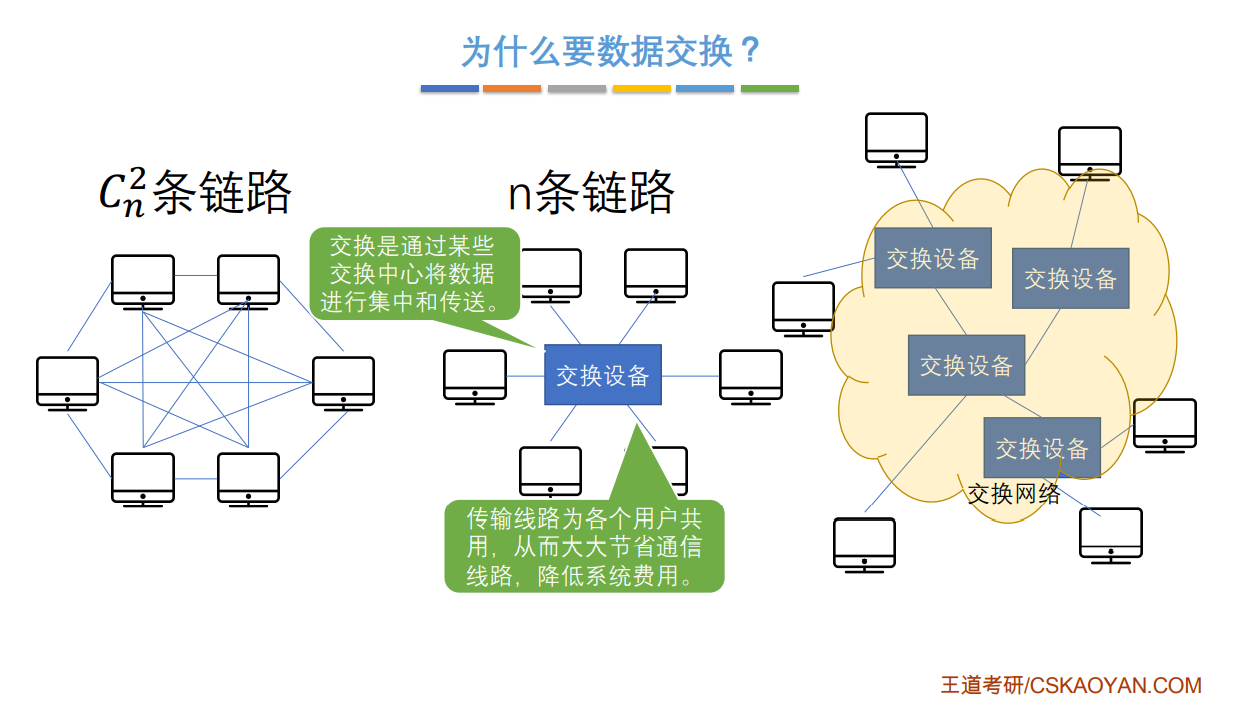 为什么要数据交换？
C_n^2条链路
n条链路
交换是通过某些
交换中心将数据
进行集中和传送。
交换设备
传输线路为各个用户共
用，从而大大节省通信
线路，降低系统费用。
交换设备
交换设备
交换设备
交换设备
交换网络
王道考研/CSKAOYAN.COM